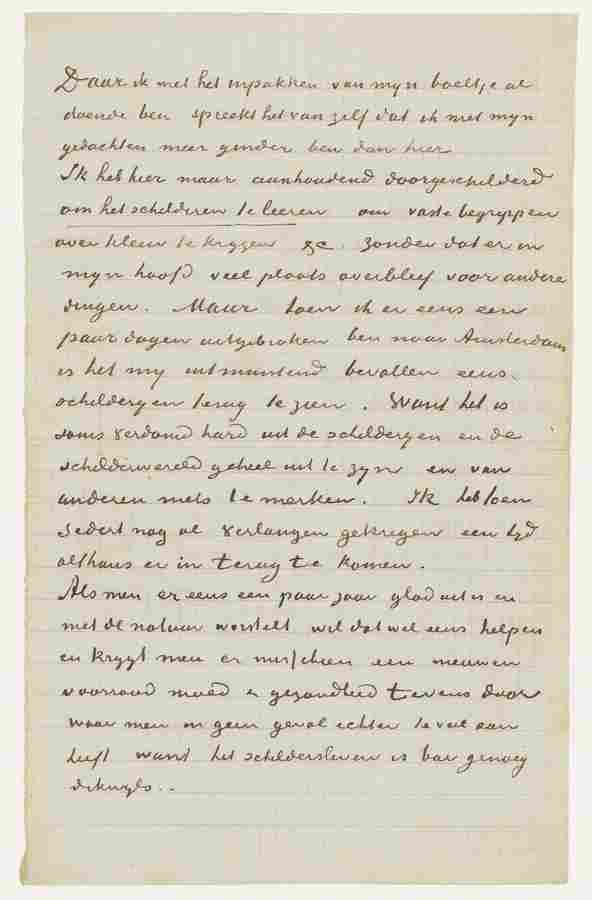 Daar ik met het inpakken van myn boeltje al
doende ben spreekt het van zelf dat ik met myn
gedachten meer ginder ben dan hier
Ik heb hier maar aanhoudend doorgeschilderd
om het schilderen te leeren om vaste begrippen
over kleur te krygen &c. zonder dat er in
myn hoofd veel plaats overbleef voor andere
dingen. Maar toen ik er eens een
paar dagen uitgebroken ben naar Amsterdam
is het my uitmuntend bevallen eens
schilderyen terug te zien. Want het is
soms verdomd hard uit de schilderyen en de
schilderwereld geheel uit te zyn en van
anderen niets te merken. Ik heb toen
sedert nog al verlangen gekregen een tyd
althans er in terug te komen.
Als men er eens een paar jaar glad uit is en
met de natuur worstelt wil dat wel eens helpen
en krygt men er misschien een nieuwen
voorraad moed & gezondheid tevens door
waar men in geen geval echter te veel aan
heeft want het schildersleven is bar genoeg
dikwyls..